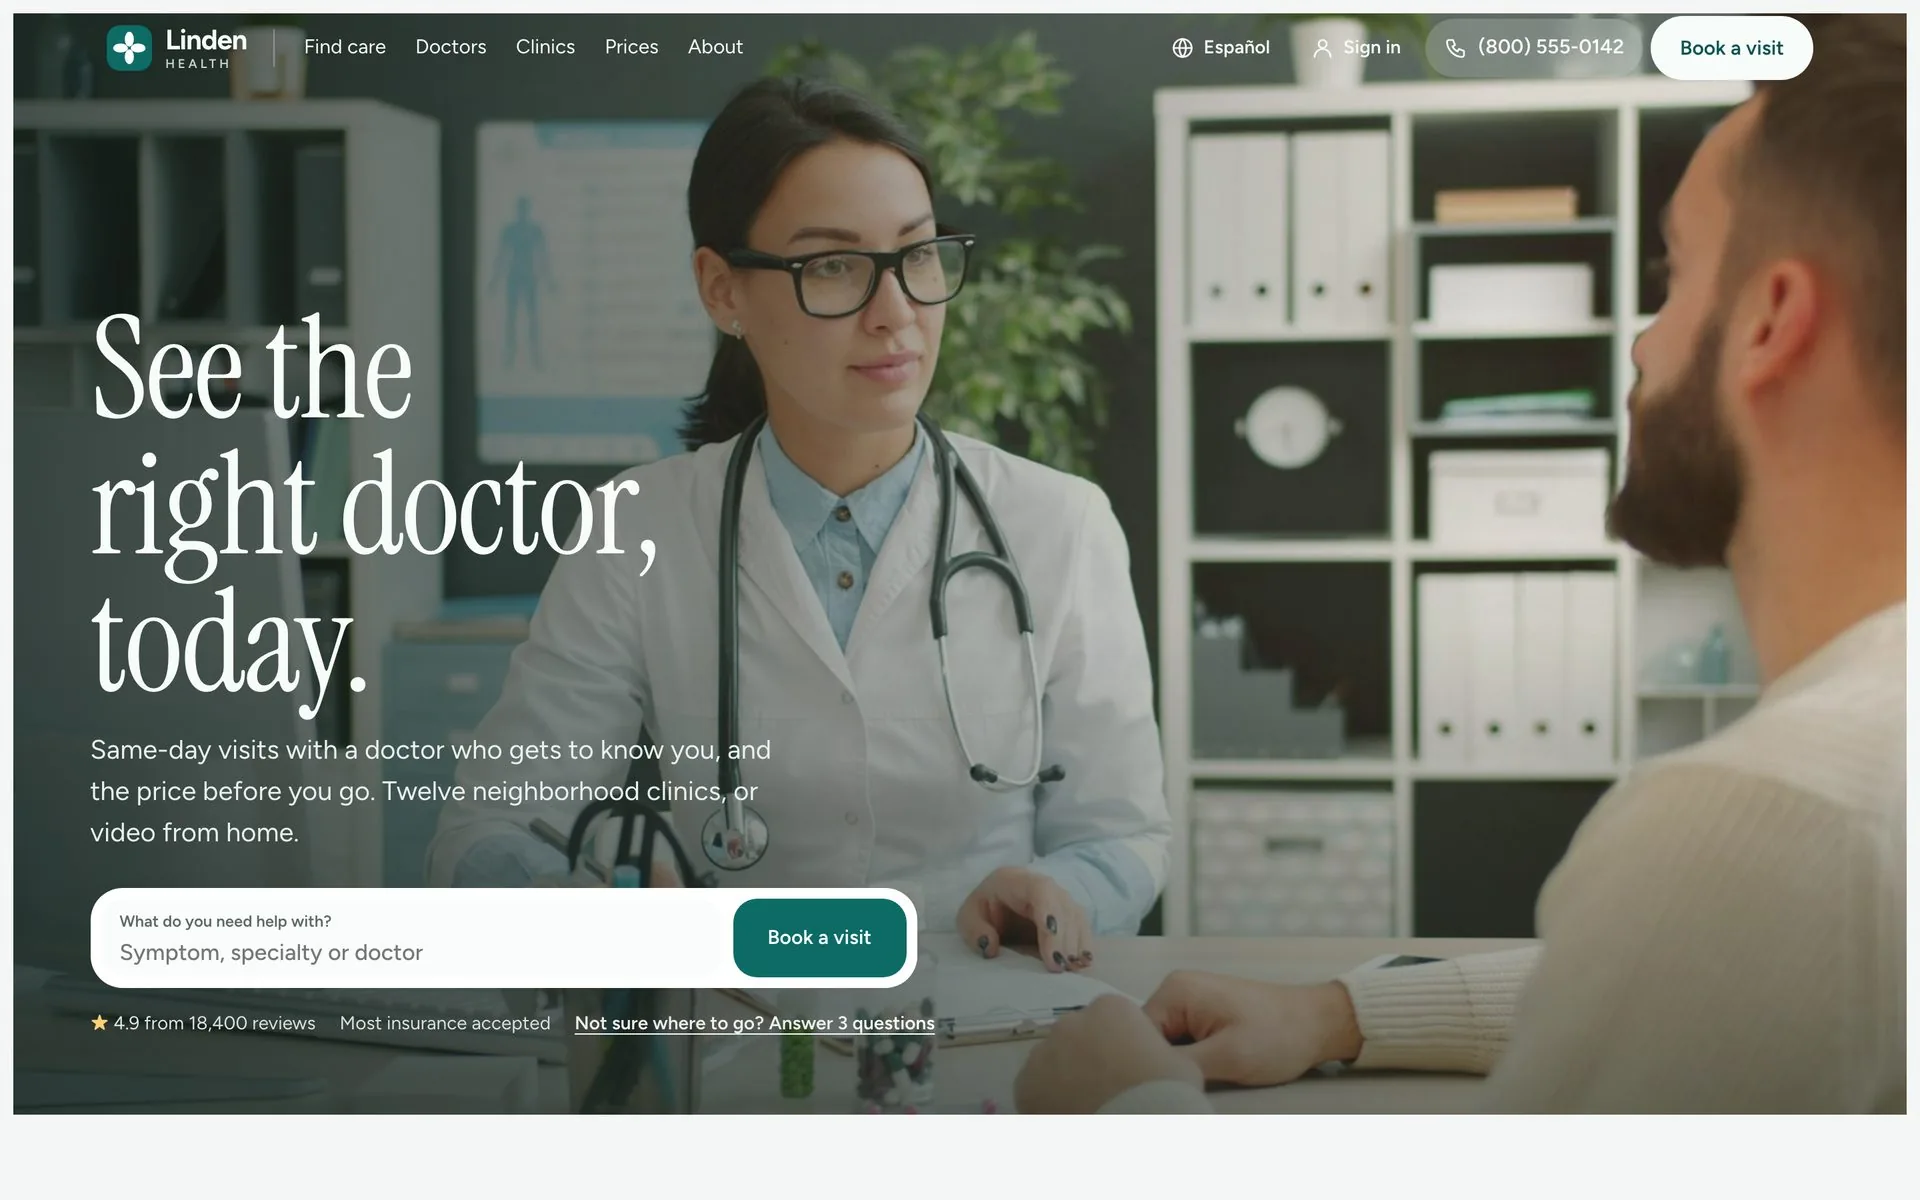 Linden
HEALTH
Find care
Doctors
Clinics
Prices
About
Español
Sign in
(800) 555-0142
Book a visit
See the
right doctor,
today.
Same-day visits with a doctor who gets to know you, and
the price before you go. Twelve neighborhood clinics, or
video from home.
What do you need help with?
Symptom, specialty or doctor
Book a visit
4.9 from 18,400 reviews
Most insurance accepted
Not sure where to go? Answer 3 questions